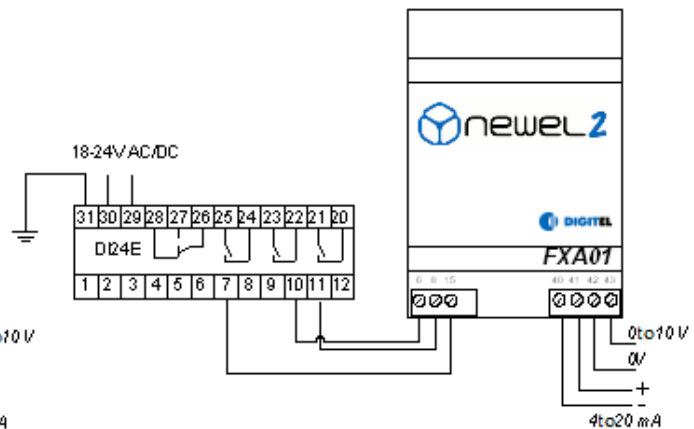 newel2
18-24V AC/DC
DIGITEL
31 30 29 28 27 26 25 24 23 22 21 20
DI24E
FXA01
1 2 3 4 5 6 7 8 9 10 11 12
6 8 15
40 41 42 43
0to10 V
10 V
0V
+
-
4to20 mA
A